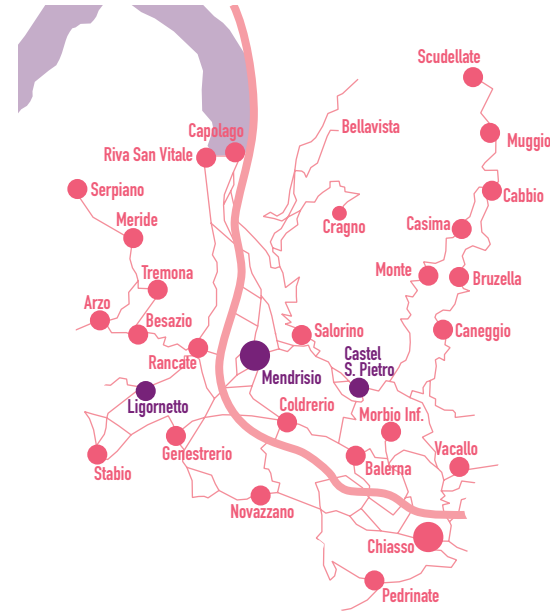 Scudellate
Bellavista
Capolago
Muggio
Riva San Vitale
Serpiano
Cabbio
Meride
Cragno
Casima
Tremona
Monte
Bruzella
Arzo
Besazio
Salorino
Caneggio
Rancate
Castel
S. Pietro
Mendrisio
Ligornetto
Coldrerio
Morbio Inf.
Genestrerio
Vacallo
Stabio
Balerna
Novazzano
Chiasso
Pedrinate